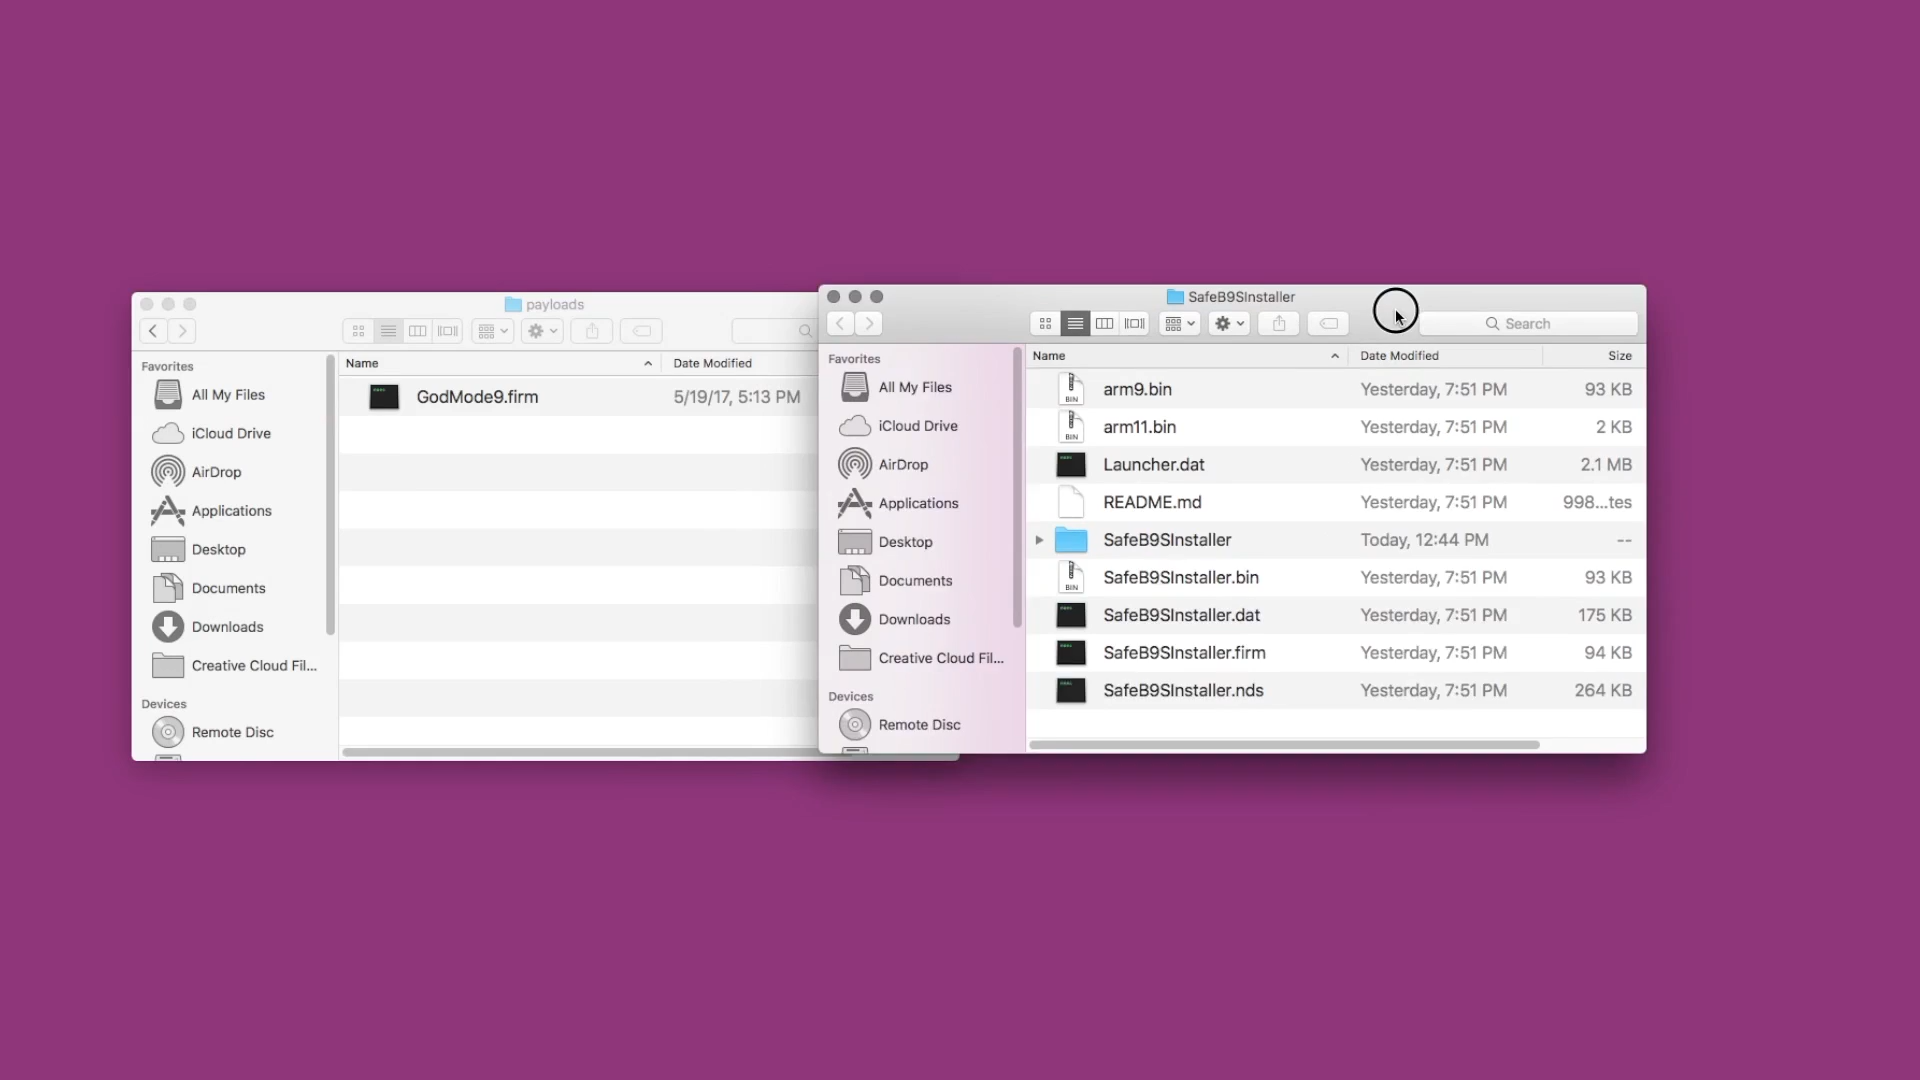 payloads
Favorites
All My Files
iCloud Drive
AirDrop
Applications
Desktop
Documents
Downloads
Creative Cloud Fil...
Devices
Remote Disc
Name
Date Modified
GodMode9.firm
5/19/17, 5:13 PM
SafeB9SInstaller
Search
Favorites
All My Files
iCloud Drive
AirDrop
Applications
Desktop
Documents
Downloads
Creative Cloud Fil...
Devices
Remote Disc
Name Date Modified Size
BIN arm9.bin Yesterday, 7:51 PM 93 KB
BIN arm11.bin Yesterday, 7:51 PM 2 KB
Launcher.dat Yesterday, 7:51 PM 2.1 MB
README.md Yesterday, 7:51 PM 998...tes
SafeB9SInstaller Today, 12:44 PM --
BIN SafeB9SInstaller.bin Yesterday, 7:51 PM 93 KB
SafeB9SInstaller.dat Yesterday, 7:51 PM 175 KB
SafeB9SInstaller.firm Yesterday, 7:51 PM 94 KB
SafeB9SInstaller.nds Yesterday, 7:51 PM 264 KB